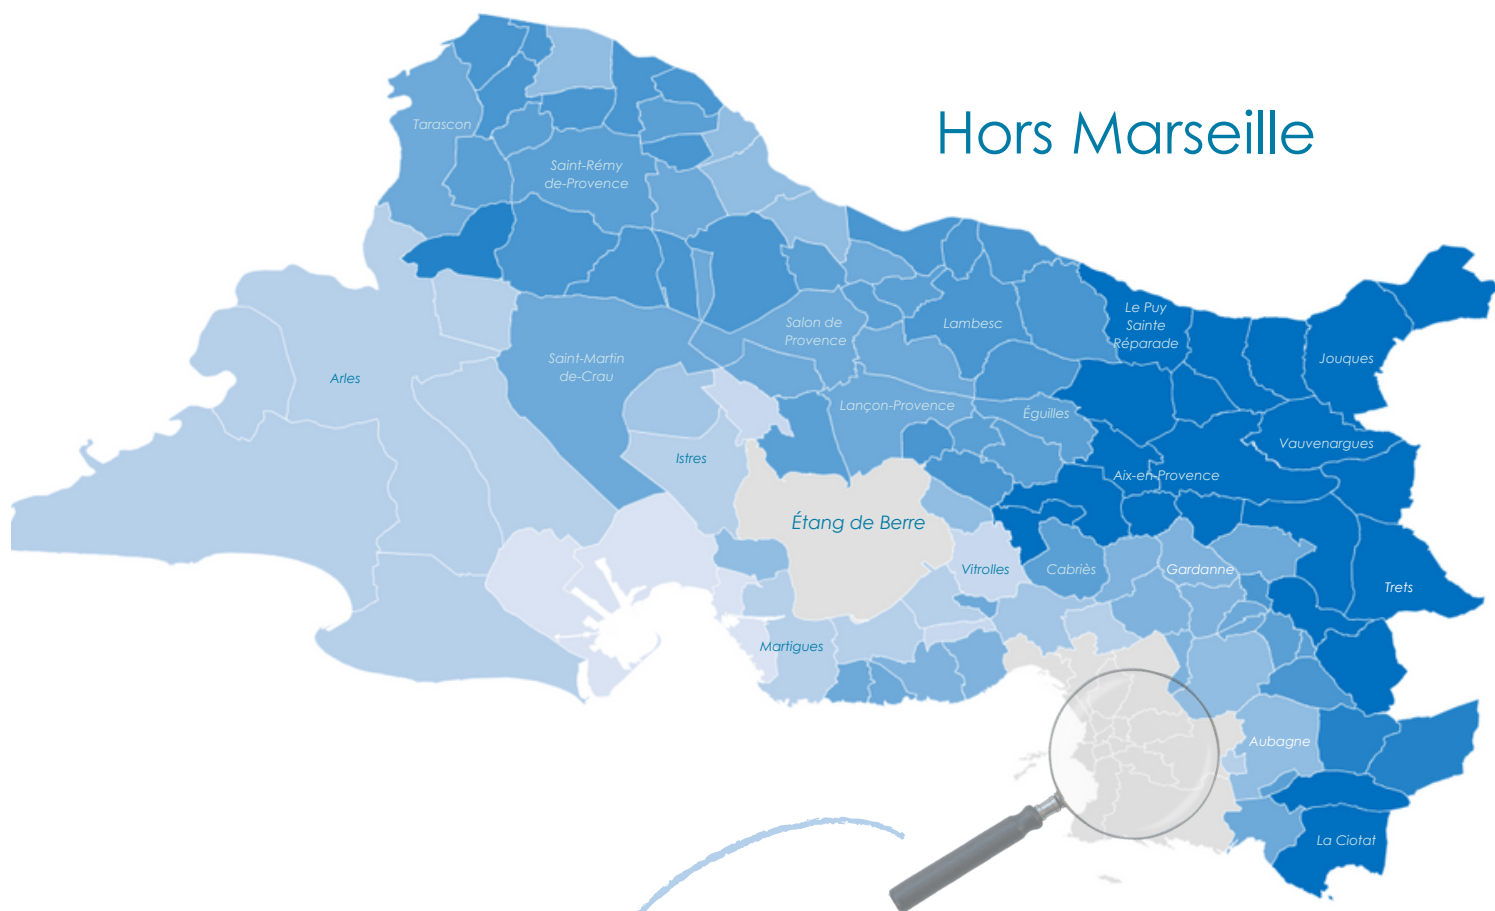 Hors Marseille
Tarascon
Saint-Rémy
de-Provence
Le Puy
Sainte
Réparade
Salon de
Provence
Lambesc
Jouques
Saint-Martin
de-Crau
Arles
Lançon-Provence
Éguilles
Vauvenargues
Istres
Aix-en-Provence
Étang de Berre
Vitrolles
Cabriès
Gardanne
Trets
Martigues
Aubagne
La Ciotat